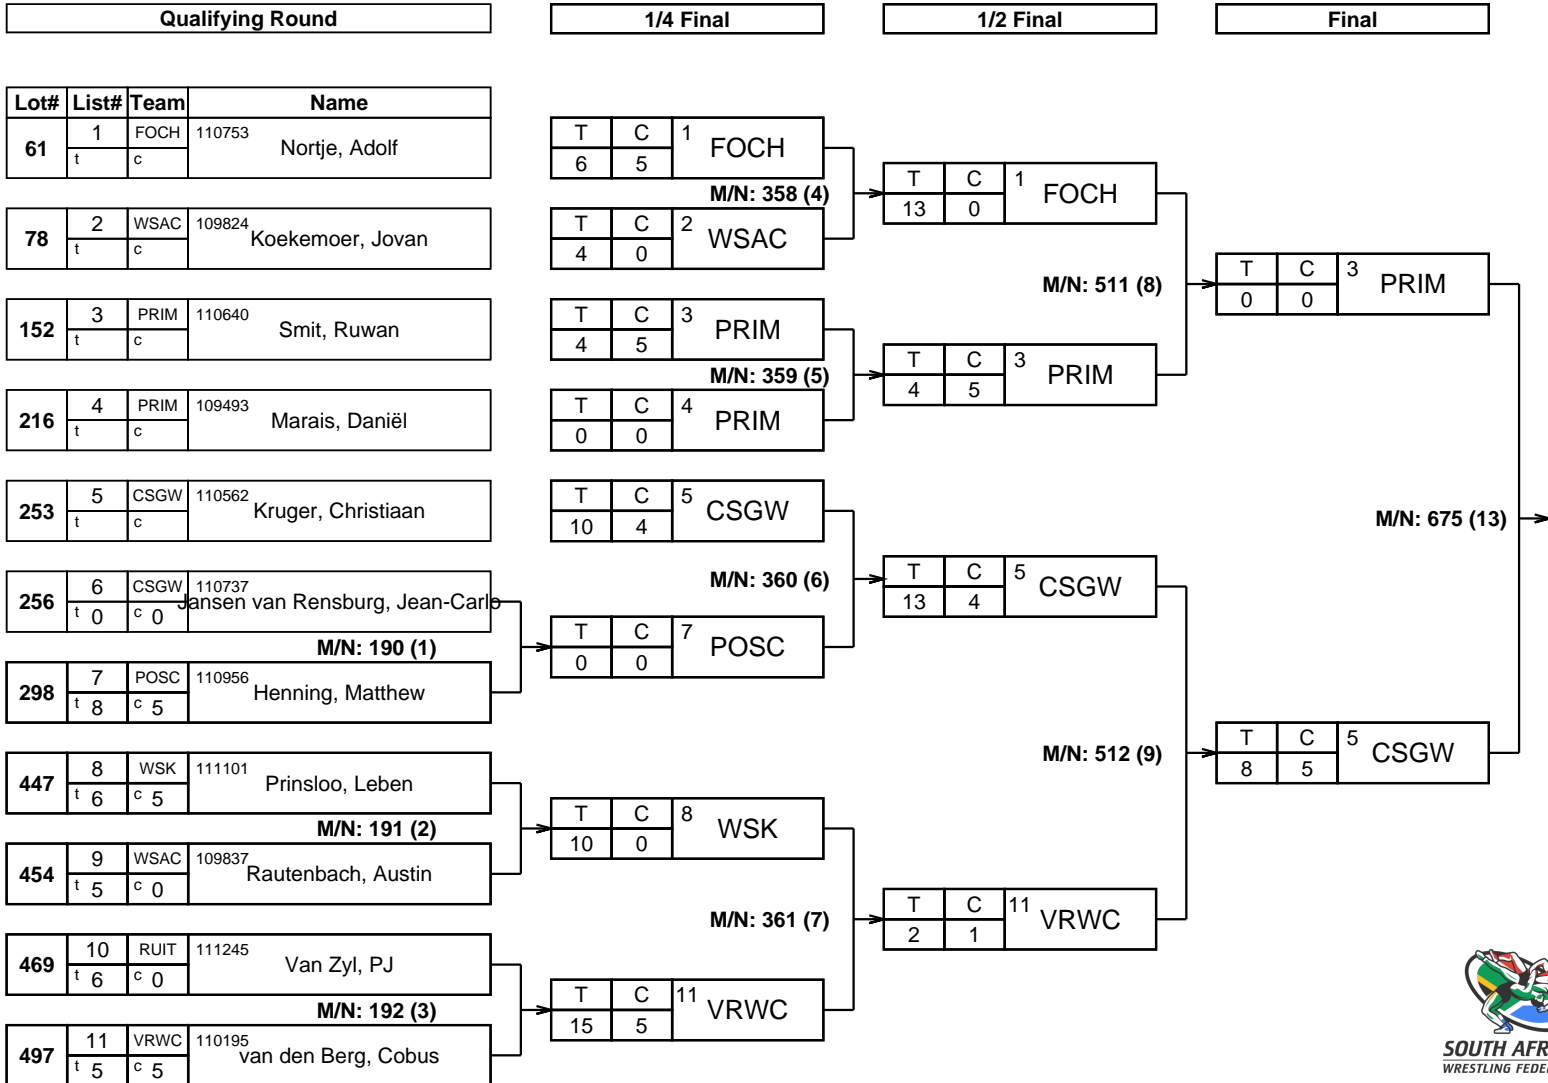 Qualifying Round 1/4 Final 1/2 Final Final
Lot# List# Team Name
61 1 FOCH 110753 Nortje, Adolf
t c
T C 1 FOCH
6 5
M/N: 358 (4)
78 2 WSAC 109824 Koekemoer, Jovan
t c
T C 2 WSAC
4 0
T C 1 FOCH
13 0
M/N: 511 (8)
152 3 PRIM 110640 Smit, Ruwan
t c
T C 3 PRIM
4 5
M/N: 359 (5)
216 4 PRIM 109493 Marais, Daniël
t c
T C 4 PRIM
0 0
T C 3 PRIM
4 5
T C 3 PRIM
0 0
M/N: 675 (13)
253 5 CSGW 110562 Kruger, Christiaan
t c
T C 5 CSGW
10 4
M/N: 360 (6)
256 6 CSGW 110737 Jansen van Rensburg, Jean-Carlo
t 0 c 0
M/N: 190 (1)
298 7 POSC 110956 Henning, Matthew
t 8 c 5
T C 7 POSC
0 0
T C 5 CSGW
13 4
M/N: 512 (9)
447 8 WSK 111101 Prinsloo, Leben
t 6 c 5
M/N: 191 (2)
454 9 WSAC 109837 Rautenbach, Austin
t 5 c 0
T C 8 WSK
10 0
M/N: 361 (7)
469 10 RUIT 111245 Van Zyl, PJ
t 6 c 0
M/N: 192 (3)
497 11 VRWC 110195 van den Berg, Cobus
t 5 c 5
T C 11 VRWC
15 5
T C 11 VRWC
2 1
T C 5 CSGW
8 5
SOUTH AFR
WRESTLING FEDE